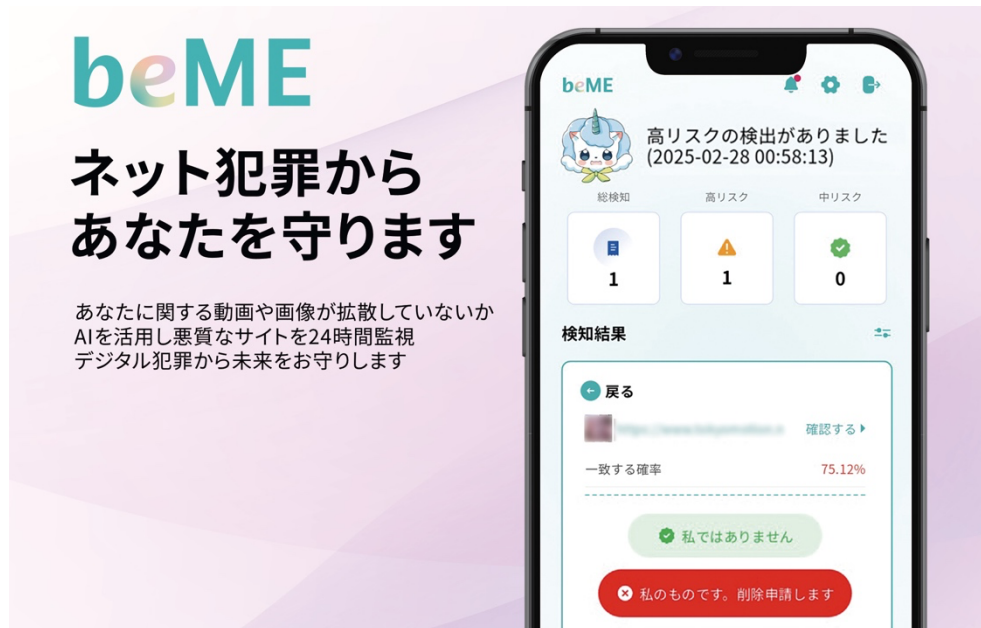 beME
ネット犯罪から
あなたを守ります
あなたに関する動画や画像が拡散していないか
AIを活用し悪質なサイトを24時間監視
デジタル犯罪から未来をお守りします
beME
高リスクの検出がありました
(2025-02-28 00:58:13)
総検知 高リスク 中リスク
1 1 0
検知結果
戻る
確認する
一致する確率 75.12%
私ではありません
私のものです。削除申請します